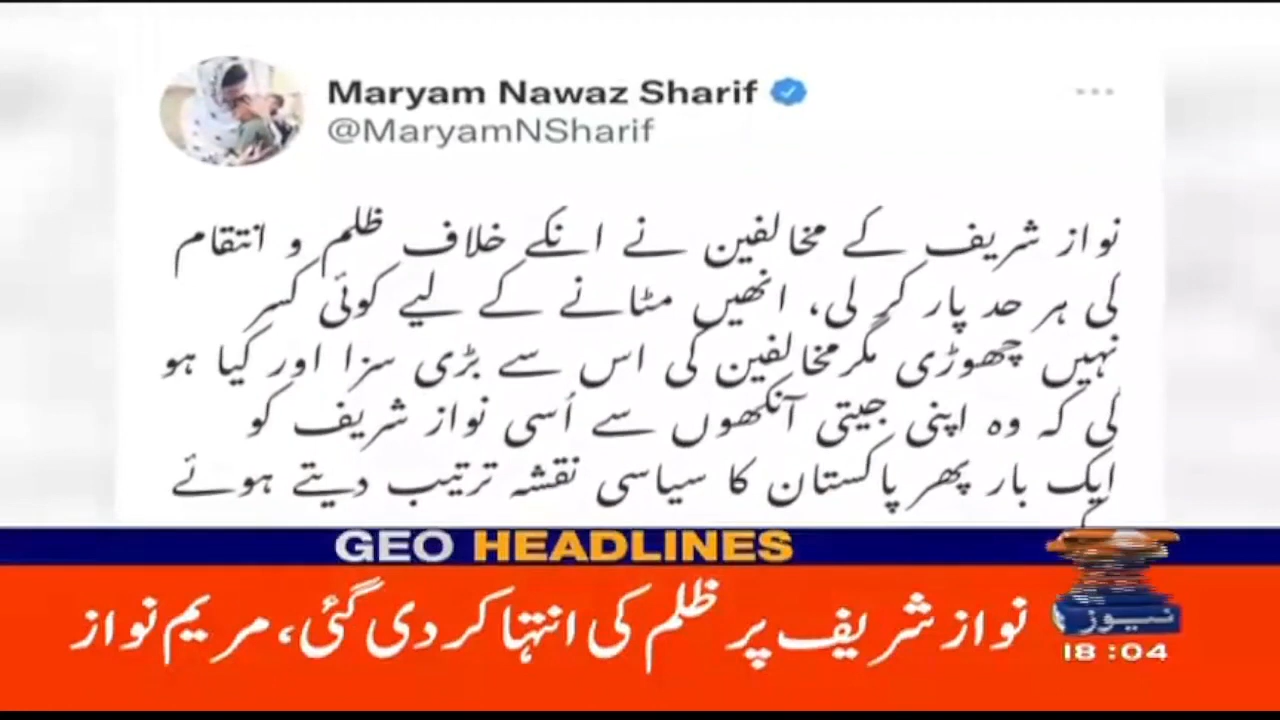 Maryam Nawaz Sharif
@MaryamNSharif
نواز شریف کے مخالفین نے انکے خلاف ظلم و انتقام
کی ہر حد پار کر لی، انھیں مٹانے کے لیے کوئی کسر
نہیں چھوڑی مگر مخالفین کی اس سے بڑی سزا اور کیا ہو
گی کہ وہ اپنی جیتی آنکھوں سے اُسی نواز شریف کو
ایک بار پھر پاکستان کا سیاسی نقشہ ترتیب دیتے ہوئے
GEO HEADLINES
نواز شریف پر ظلم کی انتہا کر دی گئی، مریم نواز
نیوز
18:04